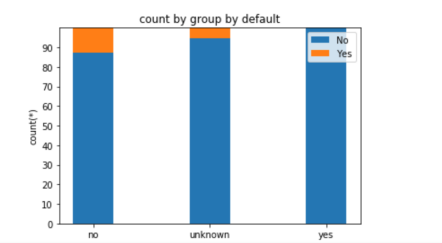 count by group by default
No
Yes
count(*)
90
80
70
60
50
40
30
20
10
0
no unknown yes